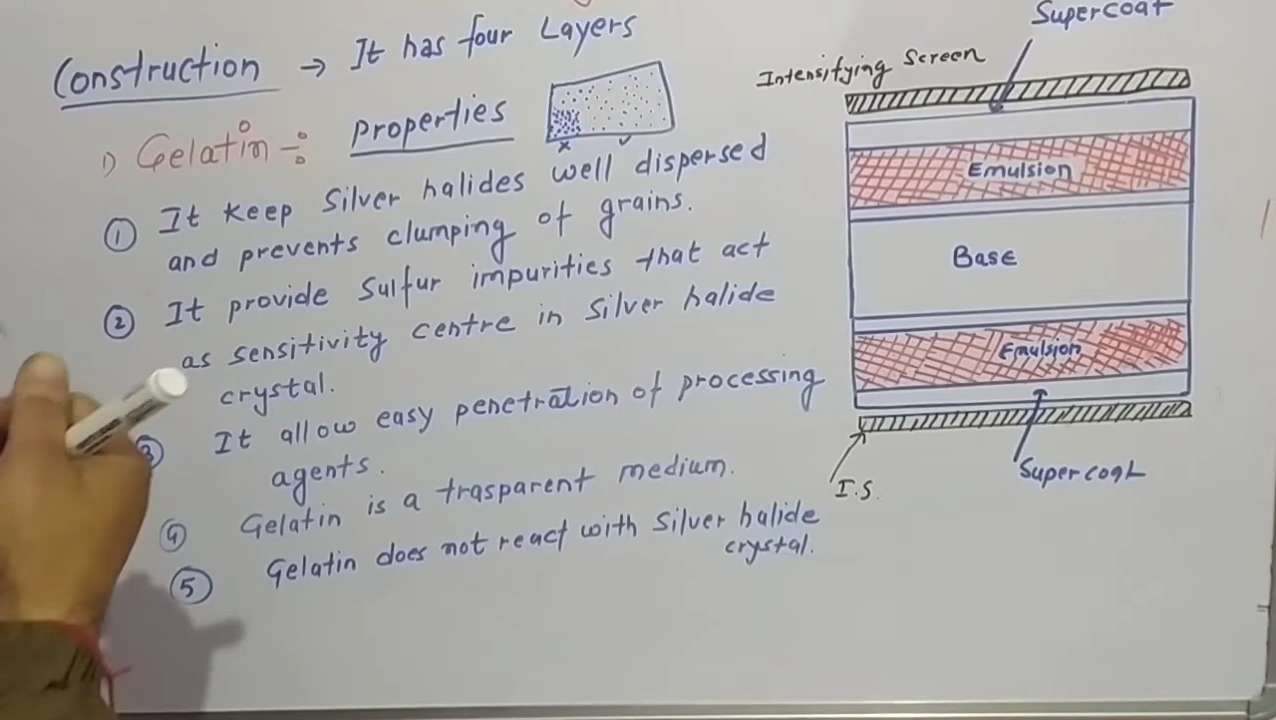 Construction → It has four Layers
1) Gelatin ÷ Properties
x ✓
① It keep Silver halides well dispersed
and prevents clumping of grains.
② It provide Sulfur impurities that act
as sensitivity centre in Silver halide
crystal.
③ It allow easy penetration of processing
agents.
④ Gelatin is a trasparent medium.
⑤ Gelatin does not react with Silver halide
crystal.
Supercoat
Intensifying Screen
Emulsion
Base
Emulsion
Supercoat
I.S.